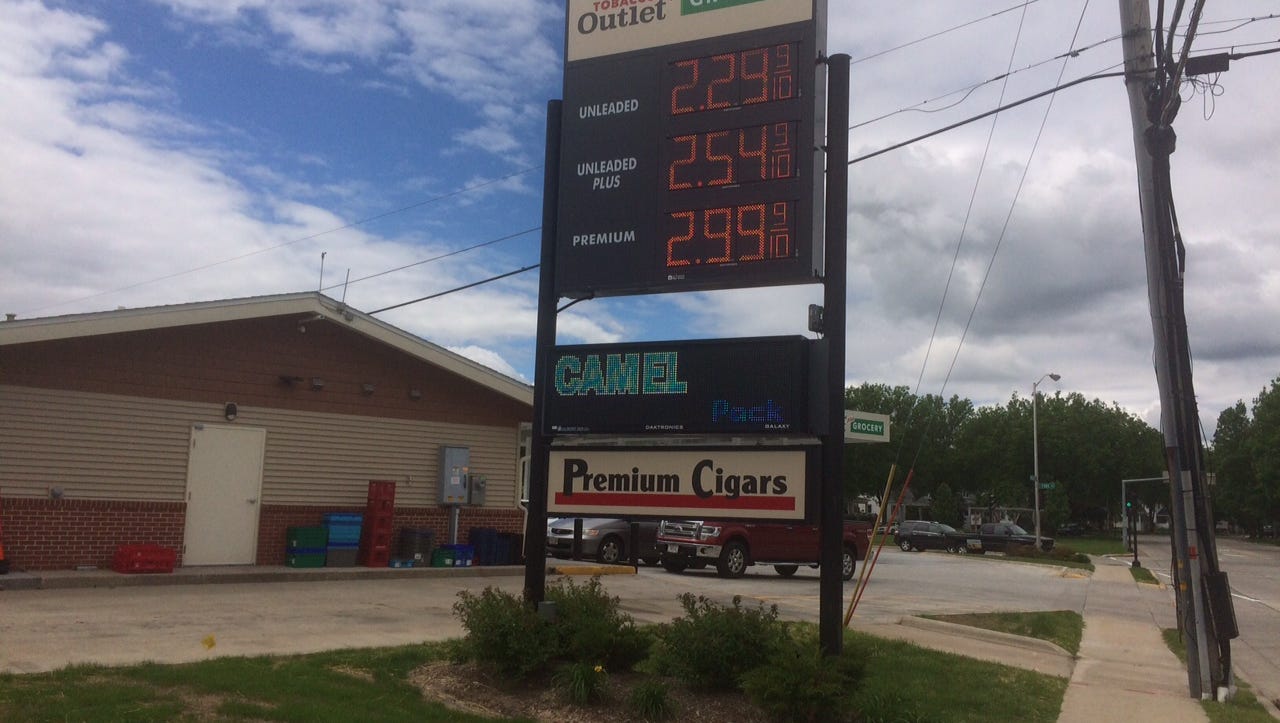 TOBACCO
Outlet
UNLEADED 2.29 9/10
UNLEADED PLUS 2.54 9/10
PREMIUM 2.99 9/10
CAMEL
Pack
DAKTRONICS GALAXY
Premium Cigars
GROCERY